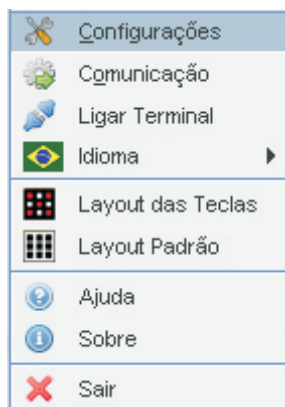 Configurações
Comunicação
Ligar Terminal
Idioma
Layout das Teclas
Layout Padrão
Ajuda
Sobre
Sair